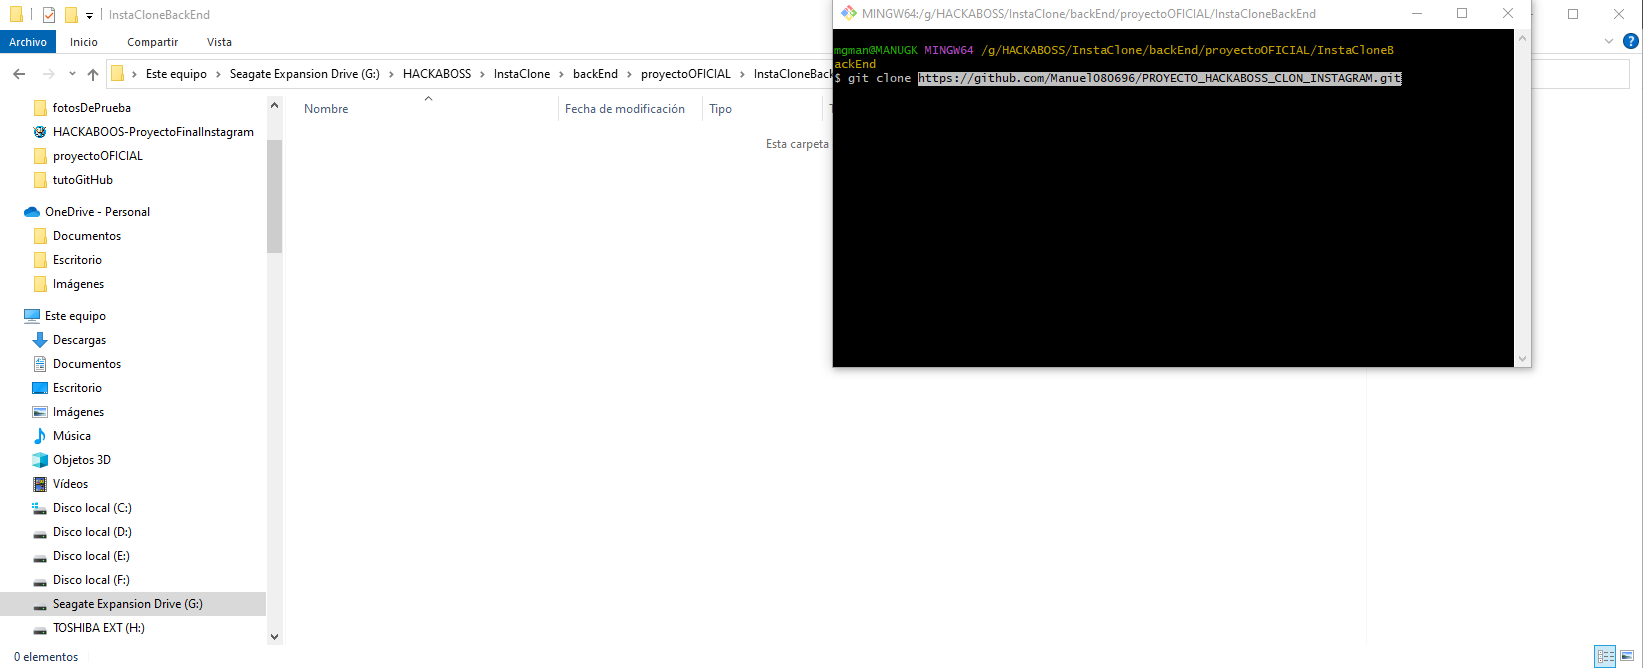 InstaCloneBackEnd
Archivo Inicio Compartir Vista
Este equipo Seagate Expansion Drive (G:) HACKABOSS InstaClone backEnd proyectoOFICIAL InstaCloneBack
fotosDePrueba
HACKABOOS-ProyectoFinalInstagram
proyectoOFICIAL
tutoGitHub
OneDrive - Personal
Documentos
Escritorio
Imágenes
Este equipo
Descargas
Documentos
Escritorio
Imágenes
Música
Objetos 3D
Vídeos
Disco local (C:)
Disco local (D:)
Disco local (E:)
Disco local (F:)
Seagate Expansion Drive (G:)
TOSHIBA EXT (H:)
0 elementos
Nombre Fecha de modificación Tipo
Esta carpeta
MINGW64:/g/HACKABOSS/InstaClone/backEnd/proyectoOFICIAL/InstaCloneBackEnd
mgman@MANUGK MINGW64 /g/HACKABOSS/InstaClone/backEnd/proyectoOFICIAL/InstaCloneB
ackEnd
$ git clone https://github.com/Manuel080696/PROYECTO_HACKABOSS_CLON_INSTAGRAM.git